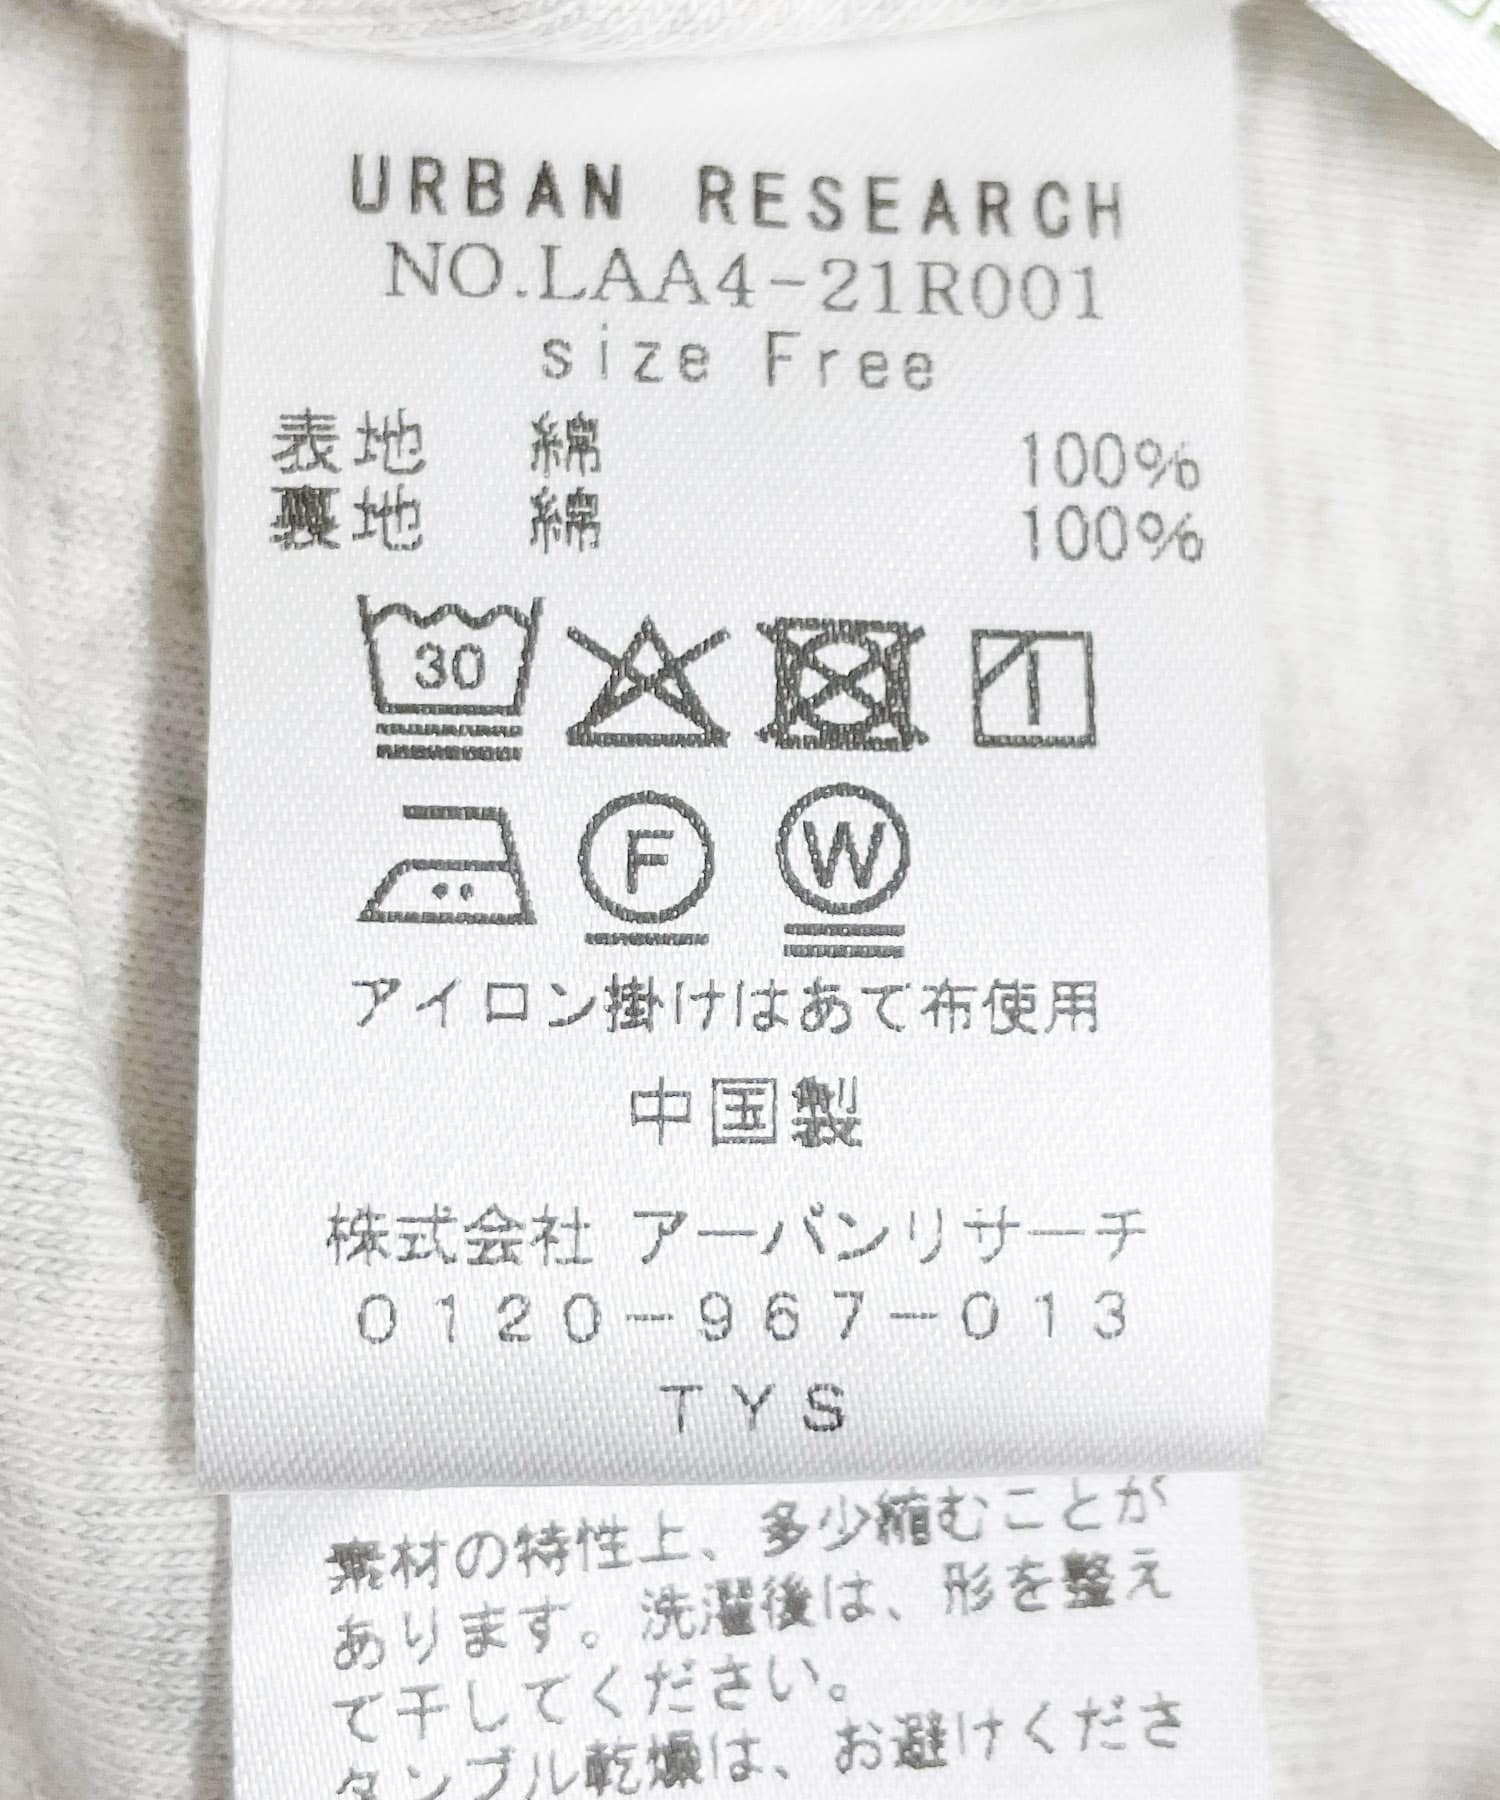 URBAN RESEARCH
NO.LAA4-21R001
size Free
表地 綿 100%
裏地 綿 100%
30
F W
アイロン掛けはあて布使用
中国製
株式会社 アーバンリサーチ
0120-967-013
TYS
素材の特性上、多少縮むことが
あります。洗濯後は、形を整え
て干してください。
タンブル乾燥は、お避けくださ